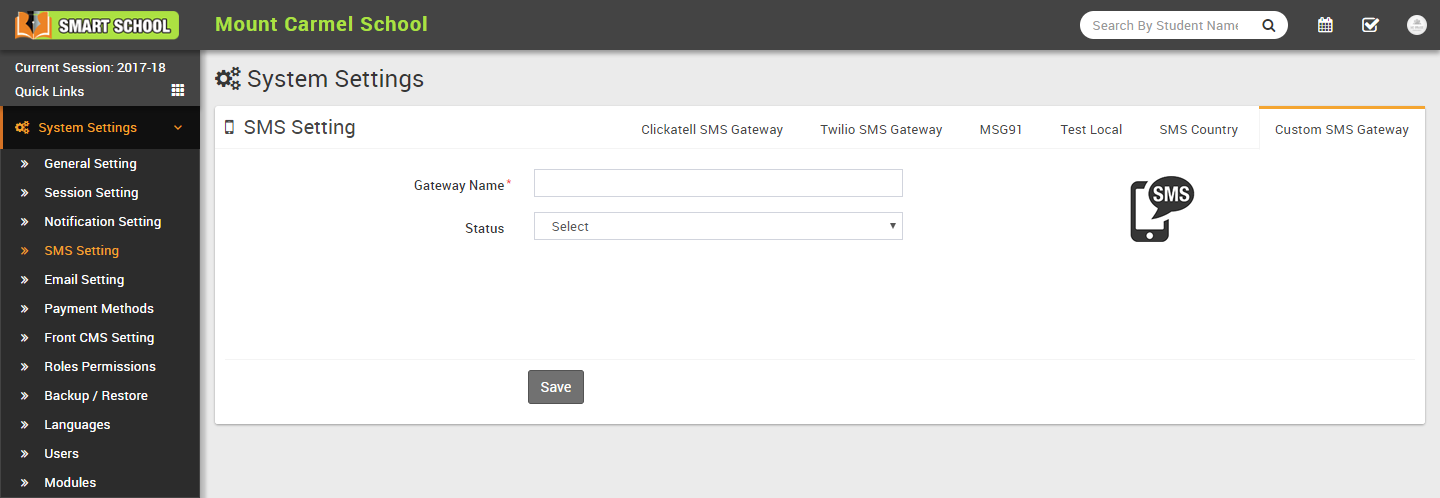 SMART SCHOOL
Mount Carmel School
Search By Student Name
Current Session: 2017-18
Quick Links
System Settings
General Setting
Session Setting
Notification Setting
SMS Setting
Email Setting
Payment Methods
Front CMS Setting
Roles Permissions
Backup / Restore
Languages
Users
Modules
System Settings
SMS Setting
Clickatell SMS Gateway
Twilio SMS Gateway
MSG91
Test Local
SMS Country
Custom SMS Gateway
Gateway Name*
Status
Select
SMS
Save